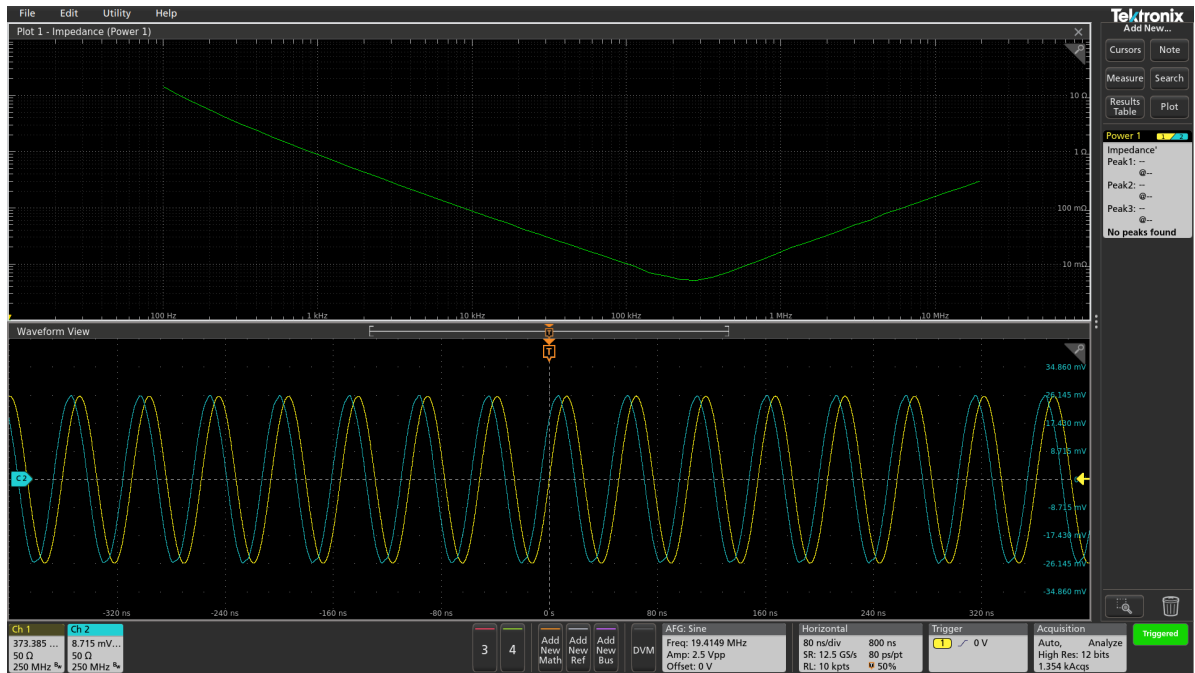 File Edit Utility Help
Tektronix
Add New...
Plot 1 - Impedance (Power 1)
Cursors Note
Measure Search
Results Table Plot
10 Ω
1 Ω
100 mΩ
10 mΩ
100 Hz 1 kHz 10 kHz 100 kHz 1 MHz 10 MHz
Power 1 1 2
Impedance'
Peak1: --
@--
Peak2: --
@--
Peak3: --
@--
No peaks found
Waveform View
T
T
34.860 mV
26.145 mV
17.430 mV
8.715 mV
C 2
-8.715 mV
-17.430 mV
-26.145 mV
-34.860 mV
-320 ns -240 ns -160 ns -80 ns 0 s 80 ns 160 ns 240 ns 320 ns
Ch 1
373.385 ...
50 Ω
250 MHz Bw
Ch 2
8.715 mV...
50 Ω
250 MHz Bw
3 4
Add New Math
Add New Ref
Add New Bus
DVM
AFG: Sine
Freq: 19.4149 MHz
Amp: 2.5 Vpp
Offset: 0 V
Horizontal
80 ns/div 800 ns
SR: 12.5 GS/s 80 ps/pt
RL: 10 kpts 50%
Trigger
1 0 V
Acquisition
Auto, Analyze
High Res: 12 bits
1.354 kAcqs
Triggered